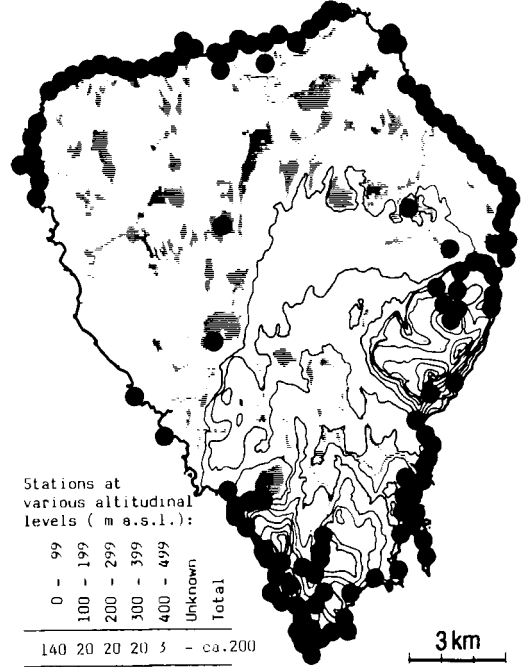 Stations at
various altitudinal
levels ( m a.s.l.):
0 - 99
100 - 199
200 - 299
300 - 399
400 - 499
Unknown
Total
140 20 20 20 3 - ca.200
3 km